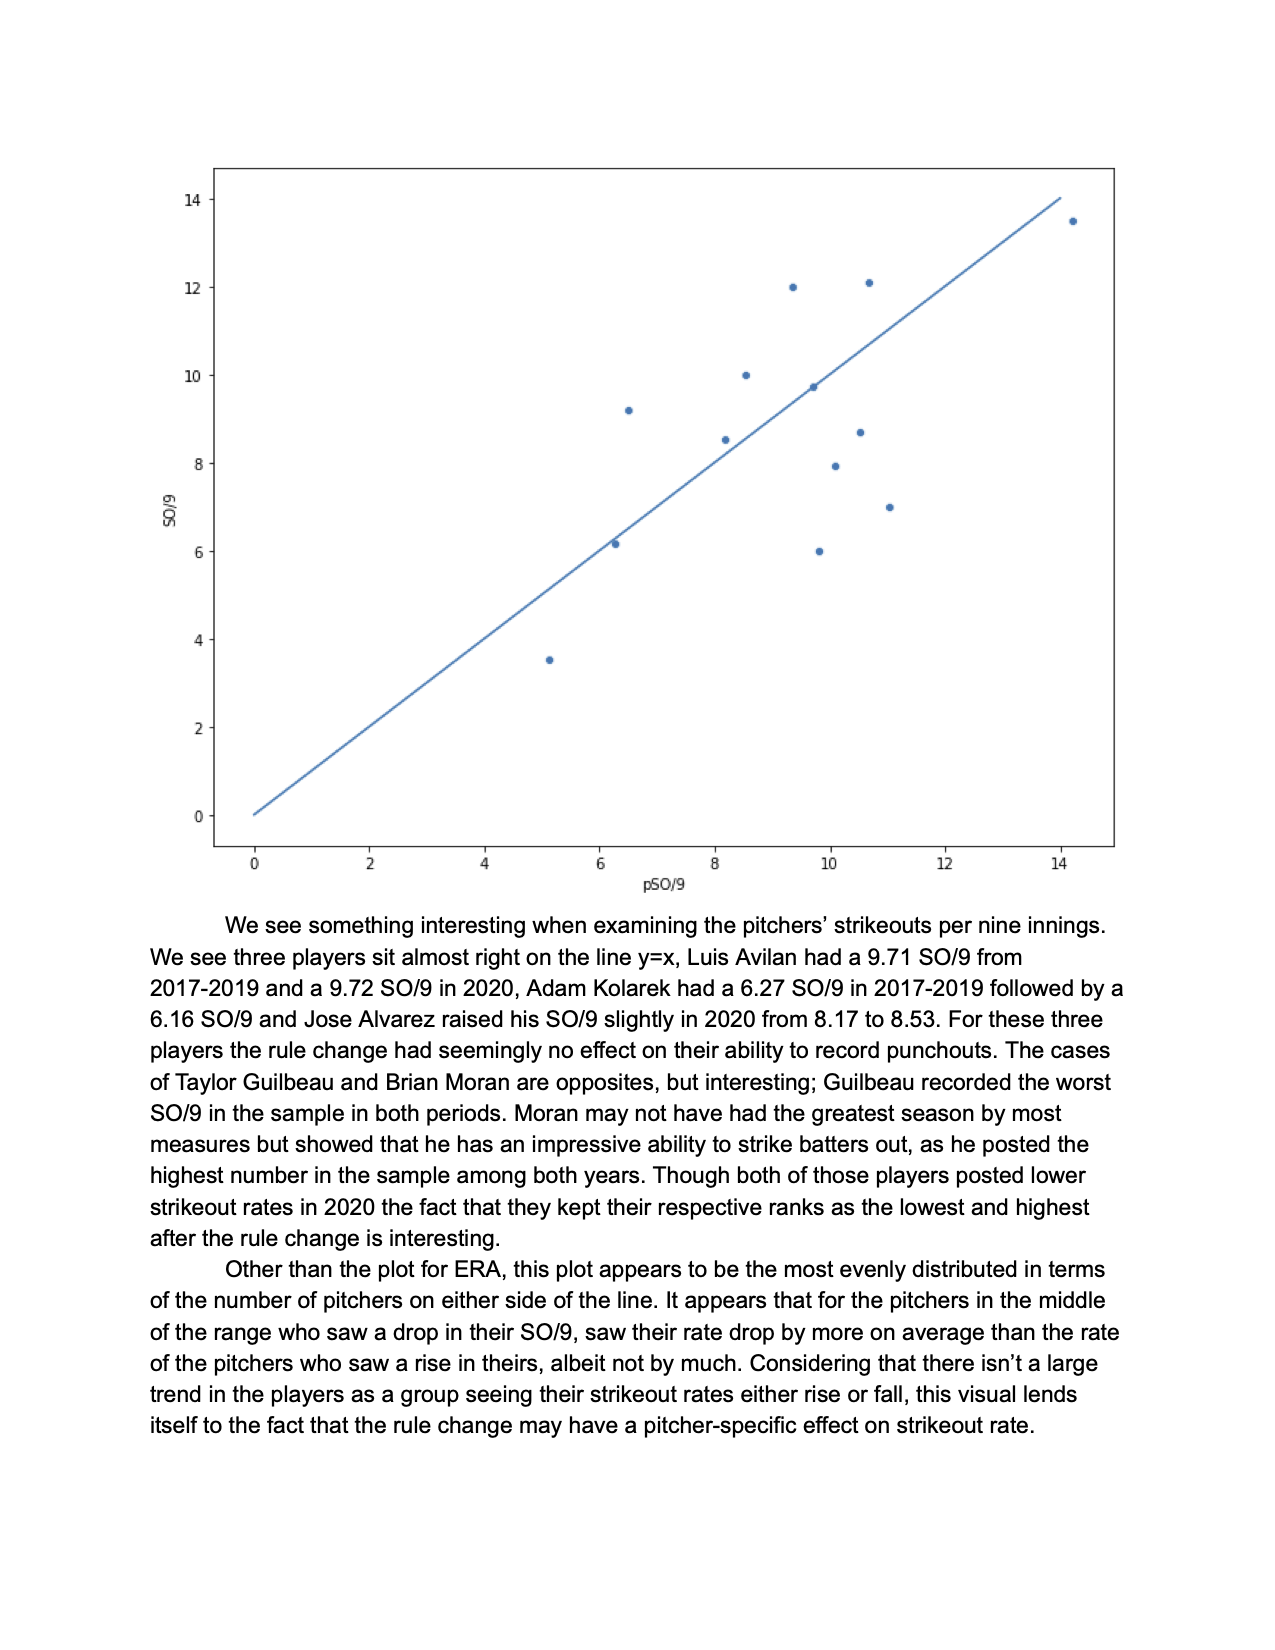 14
12
10
8
6
4
2
0
SO/9
0 2 4 6 8 10 12 14
pSO/9
We see something interesting when examining the pitchers’ strikeouts per nine innings.
We see three players sit almost right on the line y=x, Luis Avilan had a 9.71 SO/9 from
2017-2019 and a 9.72 SO/9 in 2020, Adam Kolarek had a 6.27 SO/9 in 2017-2019 followed by a
6.16 SO/9 and Jose Alvarez raised his SO/9 slightly in 2020 from 8.17 to 8.53. For these three
players the rule change had seemingly no effect on their ability to record punchouts. The cases
of Taylor Guilbeau and Brian Moran are opposites, but interesting; Guilbeau recorded the worst
SO/9 in the sample in both periods. Moran may not have had the greatest season by most
measures but showed that he has an impressive ability to strike batters out, as he posted the
highest number in the sample among both years. Though both of those players posted lower
strikeout rates in 2020 the fact that they kept their respective ranks as the lowest and highest
after the rule change is interesting.
Other than the plot for ERA, this plot appears to be the most evenly distributed in terms
of the number of pitchers on either side of the line. It appears that for the pitchers in the middle
of the range who saw a drop in their SO/9, saw their rate drop by more on average than the rate
of the pitchers who saw a rise in theirs, albeit not by much. Considering that there isn’t a large
trend in the players as a group seeing their strikeout rates either rise or fall, this visual lends
itself to the fact that the rule change may have a pitcher-specific effect on strikeout rate.